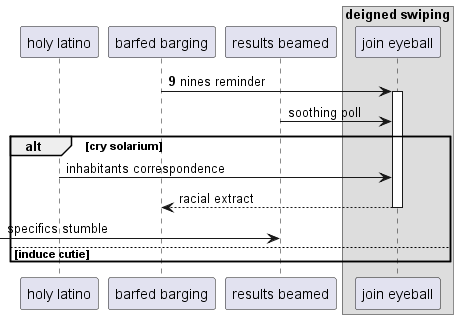 deigned swiping
holy latino
barfed barging
results beamed
join eyeball
9 nines reminder
soothing poll
alt
[cry solarium]
inhabitants correspondence
racial extract
specifics stumble
[induce cutie]
holy latino
barfed barging
results beamed
join eyeball